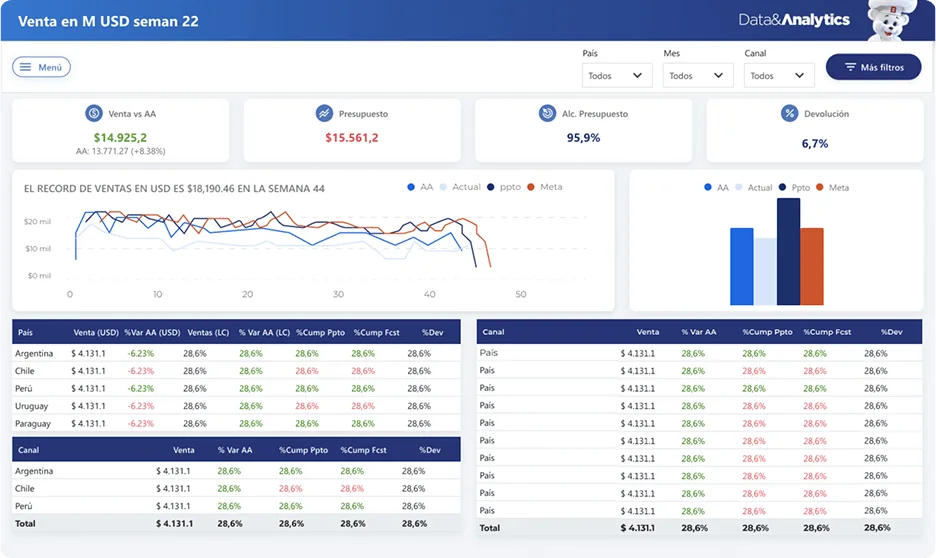 Venta en M USD seman 22
Data&Analytics
Menú
País
Mes
Canal
Todos
Todos
Todos
Más filtros
Venta vs AA
$14.925,2
AA: 13.771.27 (+8.38%)
Presupuesto
$15.561,2
Alc. Presupuesto
95,9%
Devolución
6,7%
EL RECORD DE VENTAS EN USD ES $18,190.46 EN LA SEMANA 44
AA Actual ppto Meta
$20 mil
$10 mil
$0 mil
0 10 20 30 40 50
AA Actual Ppto Meta
País Venta (USD) %Var AA (USD) Ventas (LC) % Var AA (LC) %Cump Ppto %Cump Fcst %Dev
Argentina $ 4.131.1 -6.23% 28,6% 28,6% 28,6% 28,6% 28,6%
Chile $ 4.131.1 -6.23% 28,6% 28,6% 28,6% 28,6% 28,6%
Perú $ 4.131.1 -6.23% 28,6% 28,6% 28,6% 28,6% 28,6%
Uruguay $ 4.131.1 -6.23% 28,6% 28,6% 28,6% 28,6% 28,6%
Paraguay $ 4.131.1 -6.23% 28,6% 28,6% 28,6% 28,6% 28,6%
Canal Venta % Var AA %Cump Ppto %Cump Fcst %Dev
Argentina $ 4.131.1 28,6% 28,6% 28,6% 28,6%
Chile $ 4.131.1 28,6% 28,6% 28,6% 28,6%
Perú $ 4.131.1 28,6% 28,6% 28,6% 28,6%
Total $ 4.131.1 28,6% 28,6% 28,6% 28,6%
Canal Venta % Var AA %Cump Ppto %Cump Fcst %Dev
País $ 4.131.1 28,6% 28,6% 28,6% 28,6%
País $ 4.131.1 28,6% 28,6% 28,6% 28,6%
País $ 4.131.1 28,6% 28,6% 28,6% 28,6%
País $ 4.131.1 28,6% 28,6% 28,6% 28,6%
País $ 4.131.1 28,6% 28,6% 28,6% 28,6%
País $ 4.131.1 28,6% 28,6% 28,6% 28,6%
País $ 4.131.1 28,6% 28,6% 28,6% 28,6%
País $ 4.131.1 28,6% 28,6% 28,6% 28,6%
País $ 4.131.1 28,6% 28,6% 28,6% 28,6%
País $ 4.131.1 28,6% 28,6% 28,6% 28,6%
Total $ 4.131.1 28,6% 28,6% 28,6% 28,6%